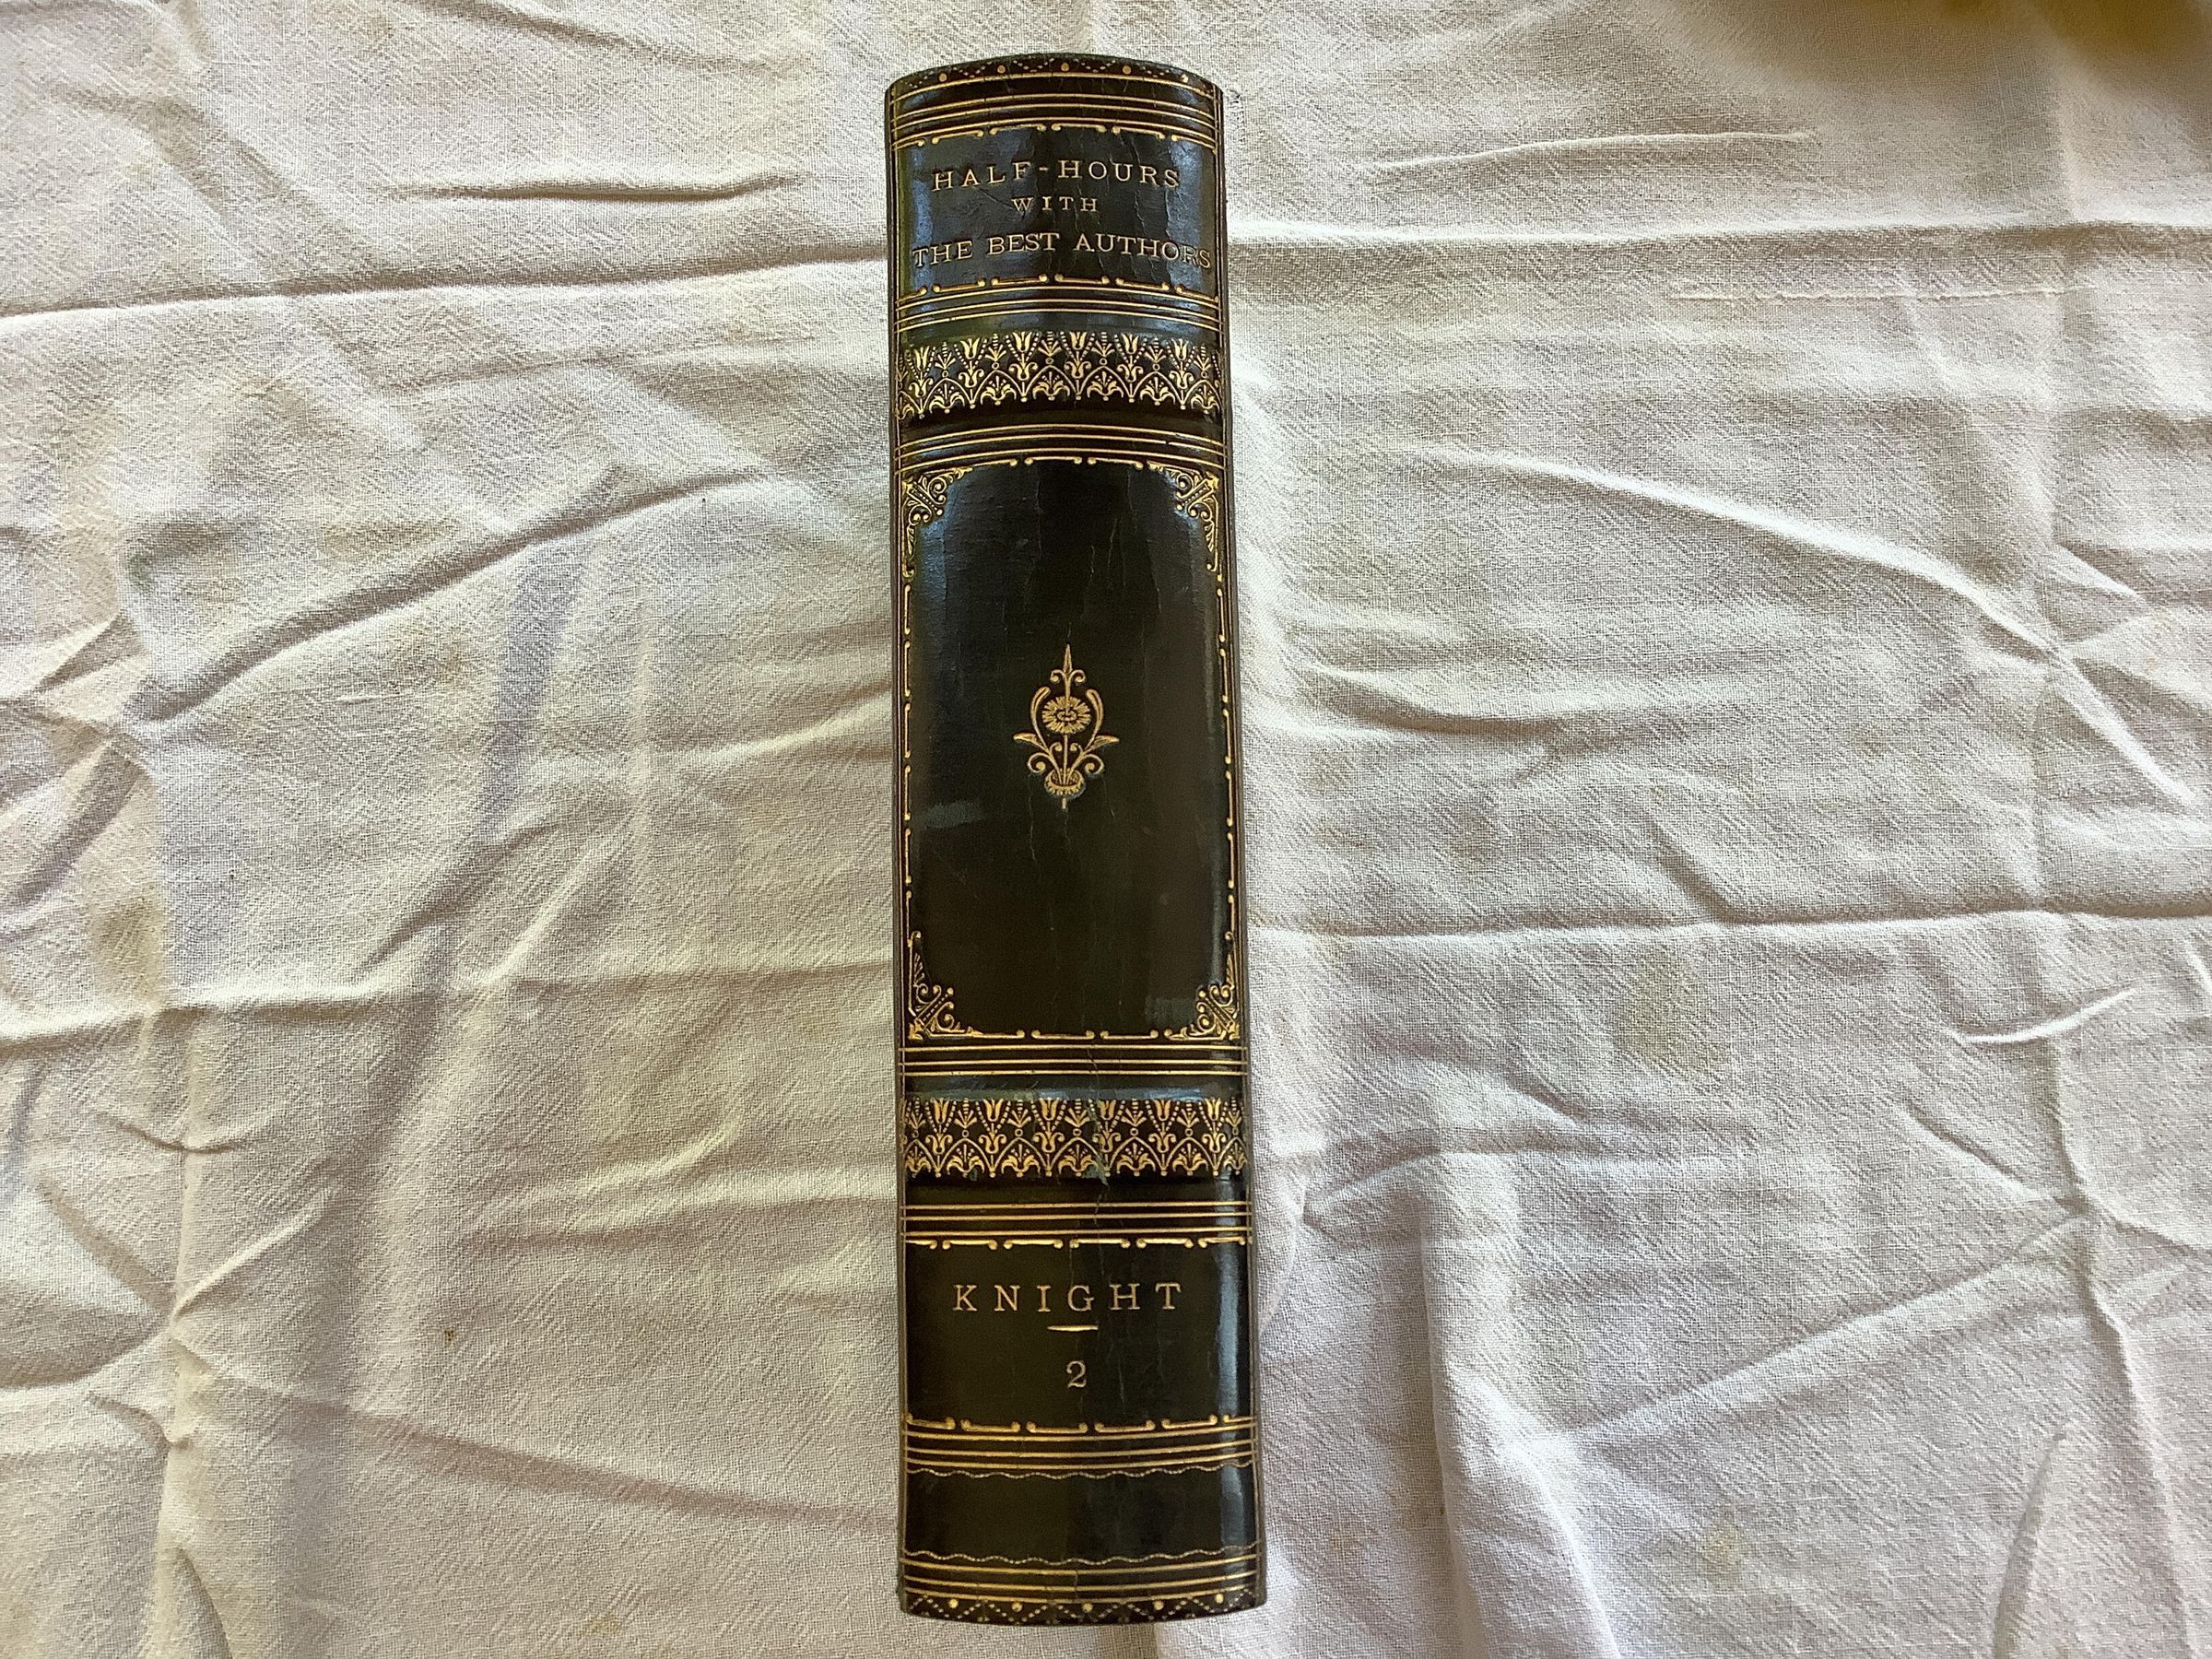 HALF-HOURS
WITH
THE BEST AUTHORS
KNIGHT
2